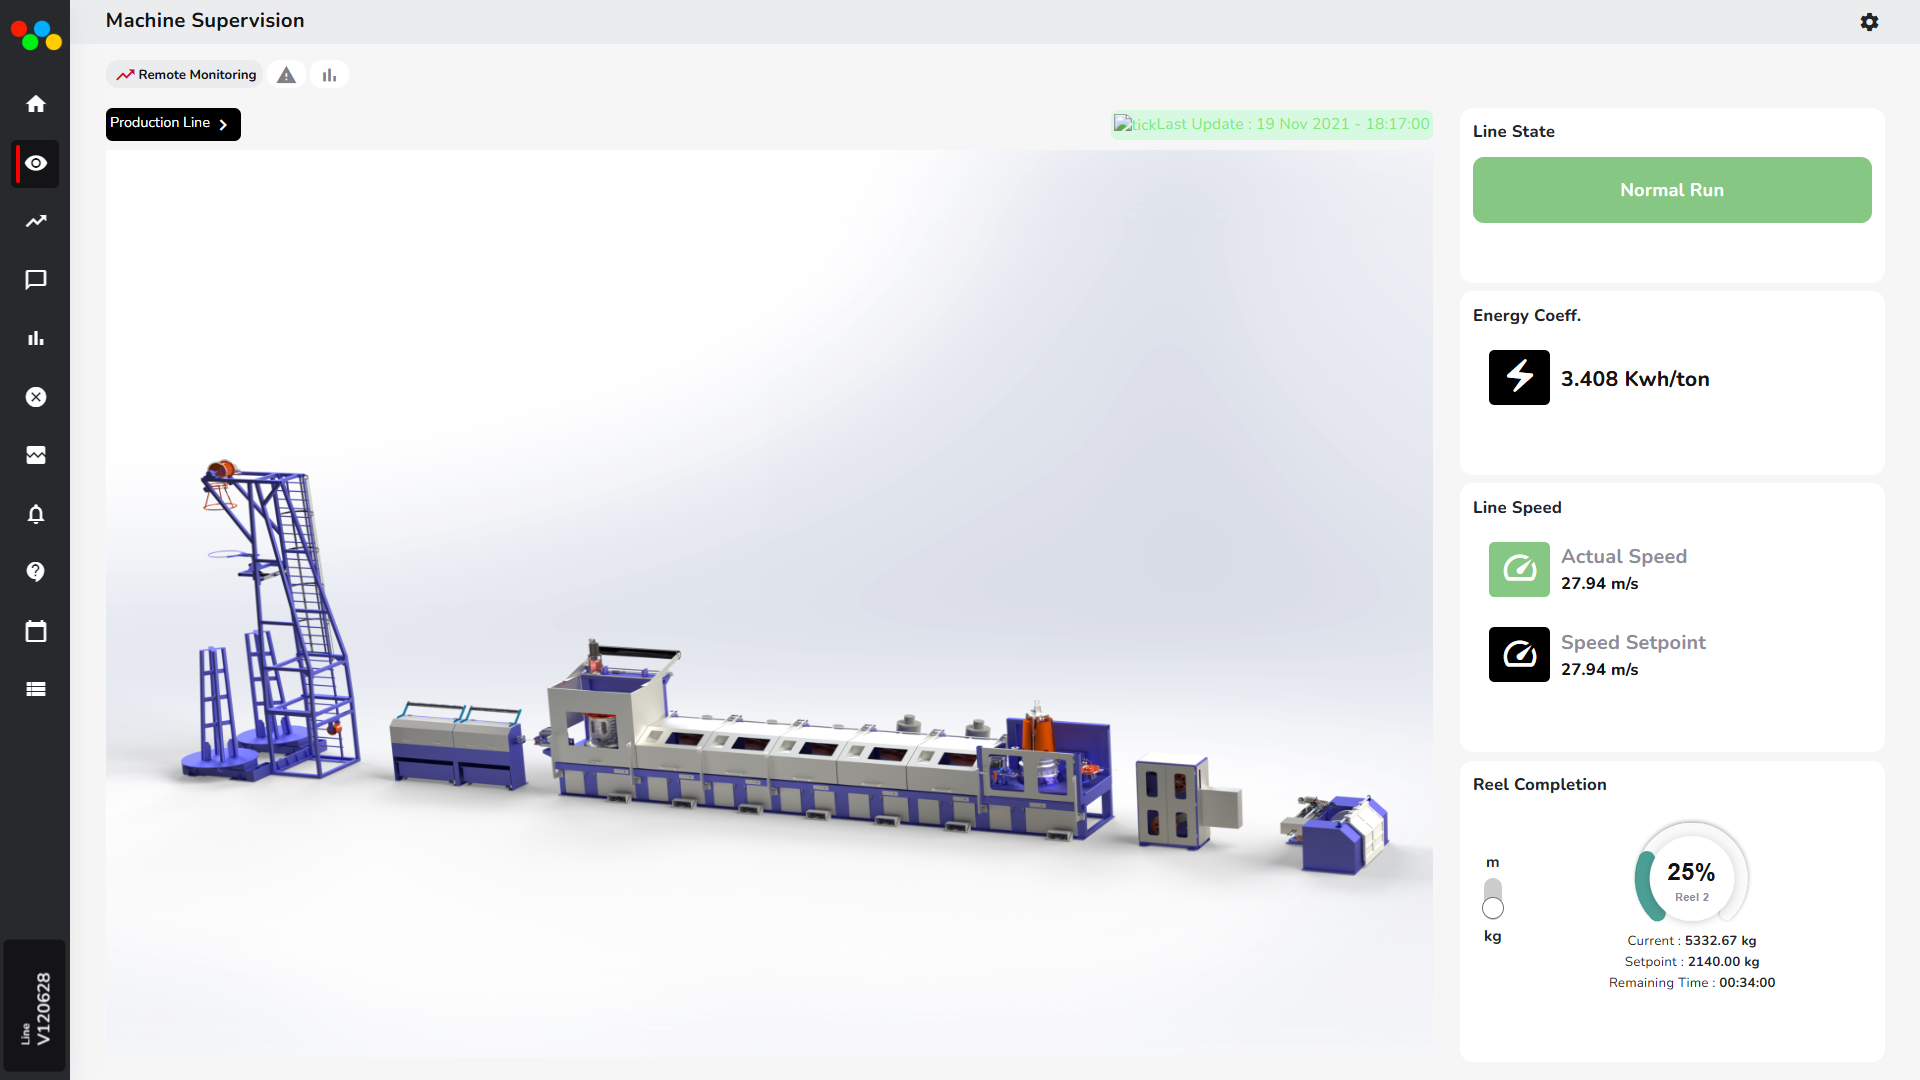 Machine Supervision
Remote Monitoring
Production Line
tickLast Update : 19 Nov 2021 - 18:17:00
Line State
Normal Run
Energy Coeff.
3.408 Kwh/ton
Line Speed
Actual Speed
27.94 m/s
Speed Setpoint
27.94 m/s
Reel Completion
m
kg
25%
Reel 2
Current : 5332.67 kg
Setpoint : 2140.00 kg
Remaining Time : 00:34:00
Line
V120628